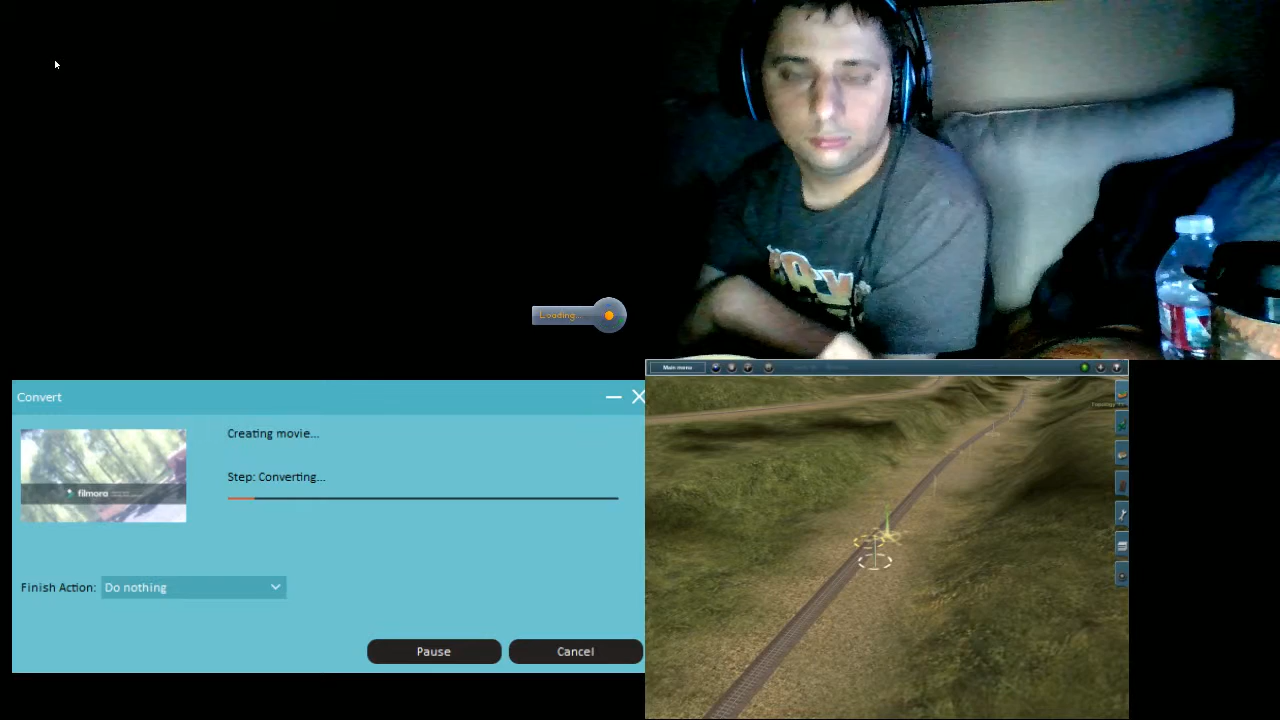 Loading...
Convert
Creating movie...
filmora
Step: Converting...
Finish Action: Do nothing
Pause
Cancel
Main menu